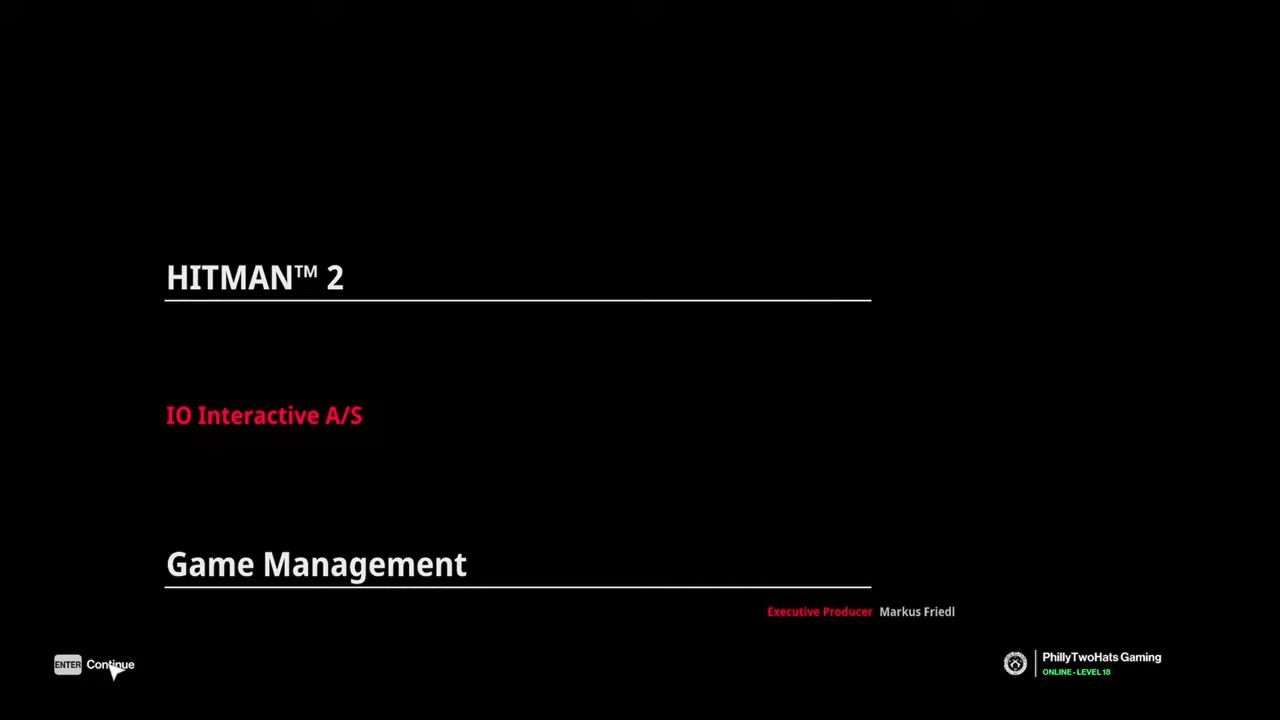 HITMAN™ 2
IO Interactive A/S
Game Management
Executive Producer Markus Friedl
ENTER Continue
PhillyTwoHats Gaming
ONLINE - LEVEL 18